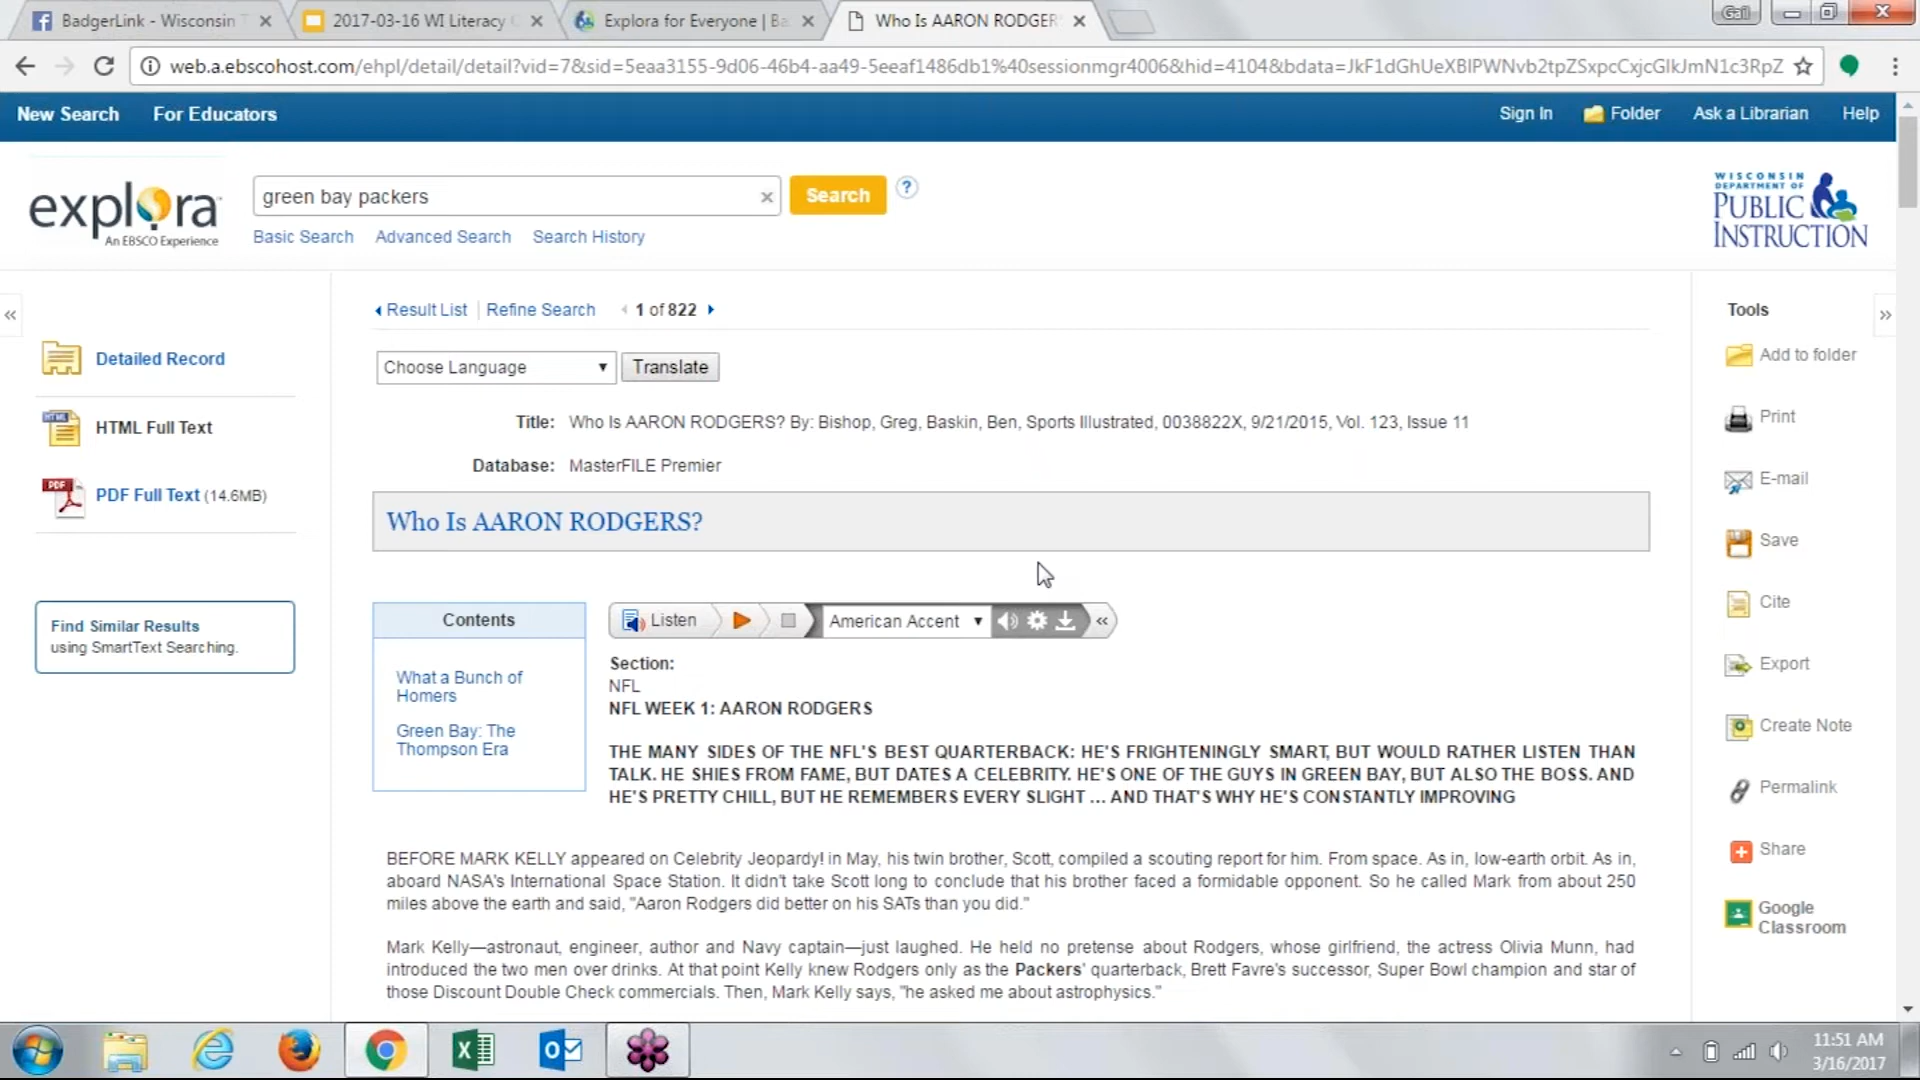 BadgerLink - Wisconsin
2017-03-16 WI Literacy
Explora for Everyone | Ba
Who Is AARON RODGER
Gail
web.a.ebscohost.com/ehpl/detail/detail?vid=7&sid=5eaa3155-9d06-46b4-aa49-5eeaf1486db1%40sessionmgr4006&hid=4104&bdata=JkF1dGhUeXBlPWNvb2tpZSxpcCxjcGlkJmN1c3RpZ
New Search For Educators Sign In Folder Ask a Librarian Help
explora
An EBSCO Experience
green bay packers
Search
?
Basic Search Advanced Search Search History
WISCONSIN
DEPARTMENT OF
PUBLIC
INSTRUCTION
Result List Refine Search 1 of 822
Choose Language Translate
Detailed Record
HTML
HTML Full Text
PDF
PDF Full Text (14.6MB)
Find Similar Results
using SmartText Searching.
Title: Who Is AARON RODGERS? By: Bishop, Greg, Baskin, Ben, Sports Illustrated, 0038822X, 9/21/2015, Vol. 123, Issue 11
Database: MasterFILE Premier
Who Is AARON RODGERS?
Contents
What a Bunch of
Homers
Green Bay: The
Thompson Era
Listen American Accent
Section:
NFL
NFL WEEK 1: AARON RODGERS
THE MANY SIDES OF THE NFL'S BEST QUARTERBACK: HE'S FRIGHTENINGLY SMART, BUT WOULD RATHER LISTEN THAN
TALK. HE SHIES FROM FAME, BUT DATES A CELEBRITY. HE'S ONE OF THE GUYS IN GREEN BAY, BUT ALSO THE BOSS. AND
HE'S PRETTY CHILL, BUT HE REMEMBERS EVERY SLIGHT ... AND THAT'S WHY HE'S CONSTANTLY IMPROVING
BEFORE MARK KELLY appeared on Celebrity Jeopardy! in May, his twin brother, Scott, compiled a scouting report for him. From space. As in, low-earth orbit. As in,
aboard NASA's International Space Station. It didn't take Scott long to conclude that his brother faced a formidable opponent. So he called Mark from about 250
miles above the earth and said, "Aaron Rodgers did better on his SATs than you did."
Mark Kelly—astronaut, engineer, author and Navy captain—just laughed. He held no pretense about Rodgers, whose girlfriend, the actress Olivia Munn, had
introduced the two men over drinks. At that point Kelly knew Rodgers only as the Packers' quarterback, Brett Favre's successor, Super Bowl champion and star of
those Discount Double Check commercials. Then, Mark Kelly says, "he asked me about astrophysics."
Tools
Add to folder
Print
E-mail
Save
Cite
Export
Create Note
Permalink
Share
Google
Classroom
11:51 AM
3/16/2017